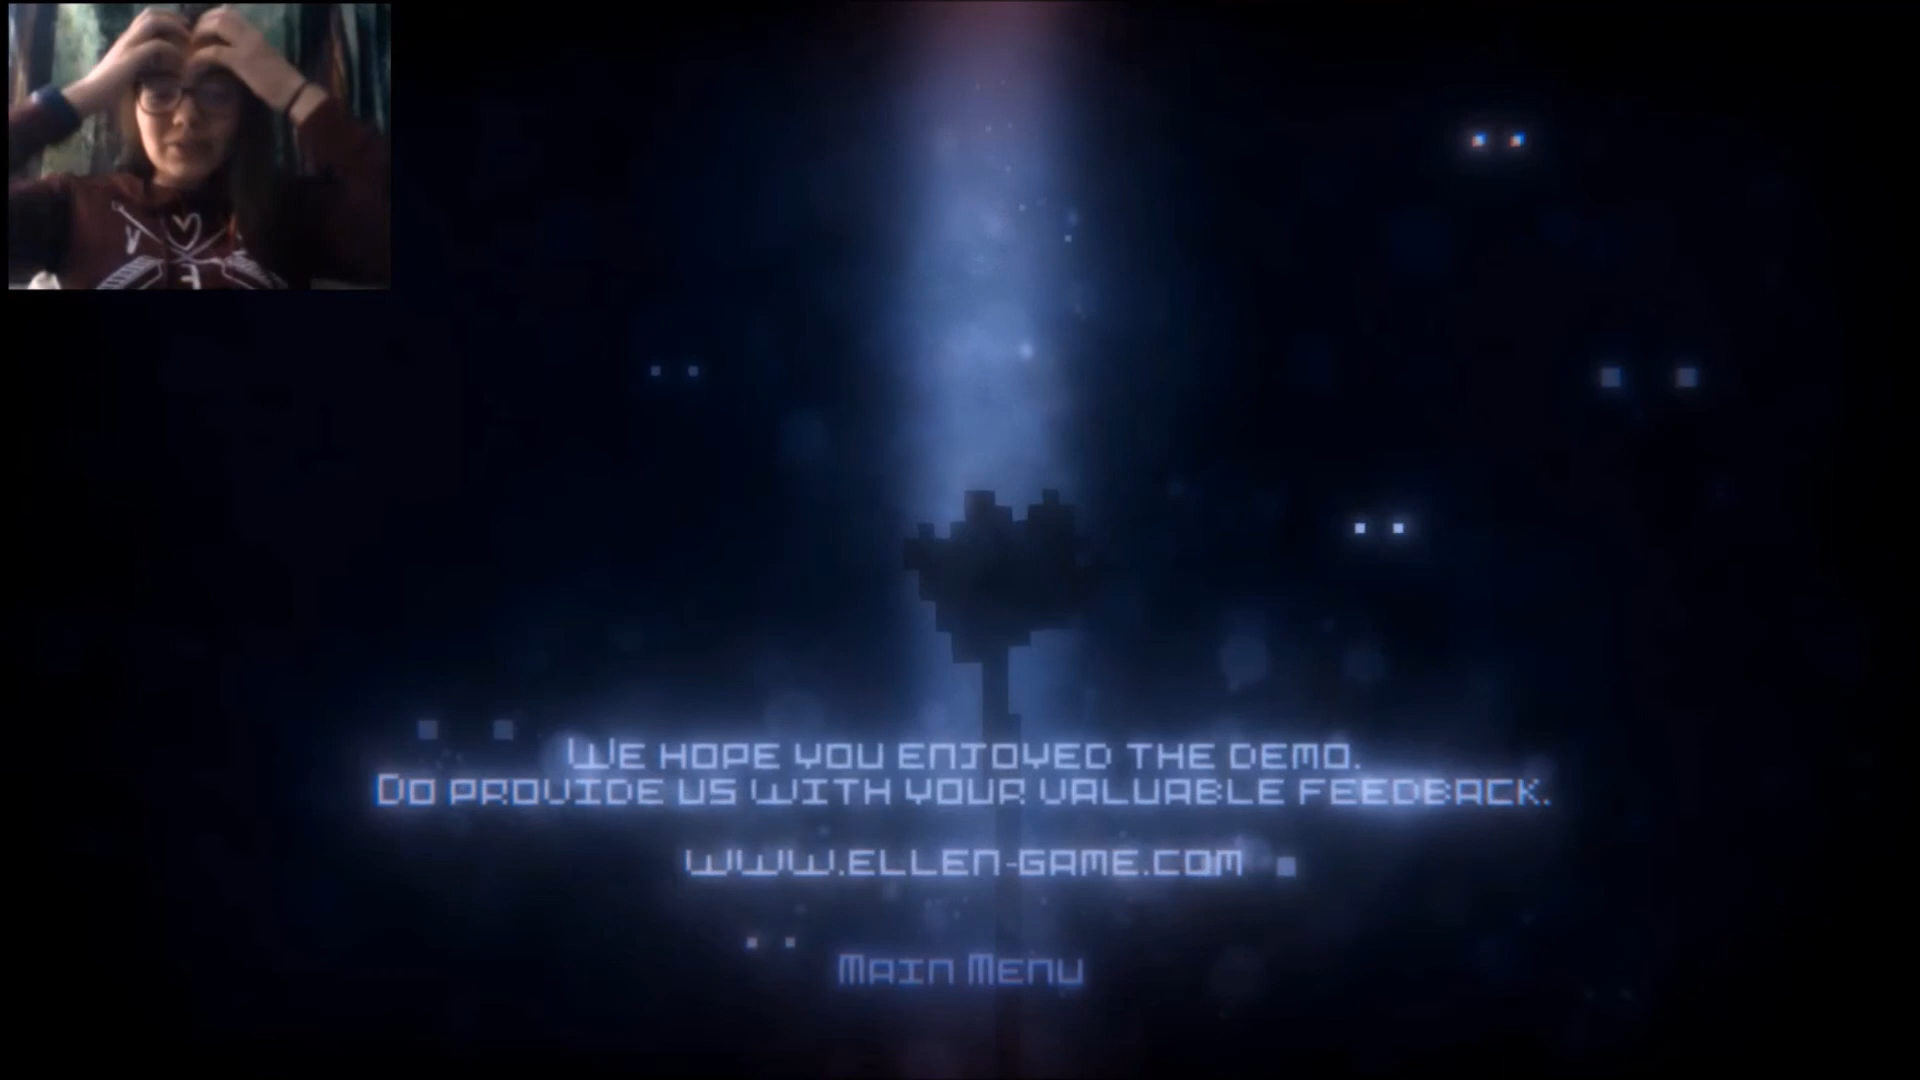 We hope you enjoyed the demo.
Do provide us with your valuable feedback.
www.ellen-game.com
Main Menu